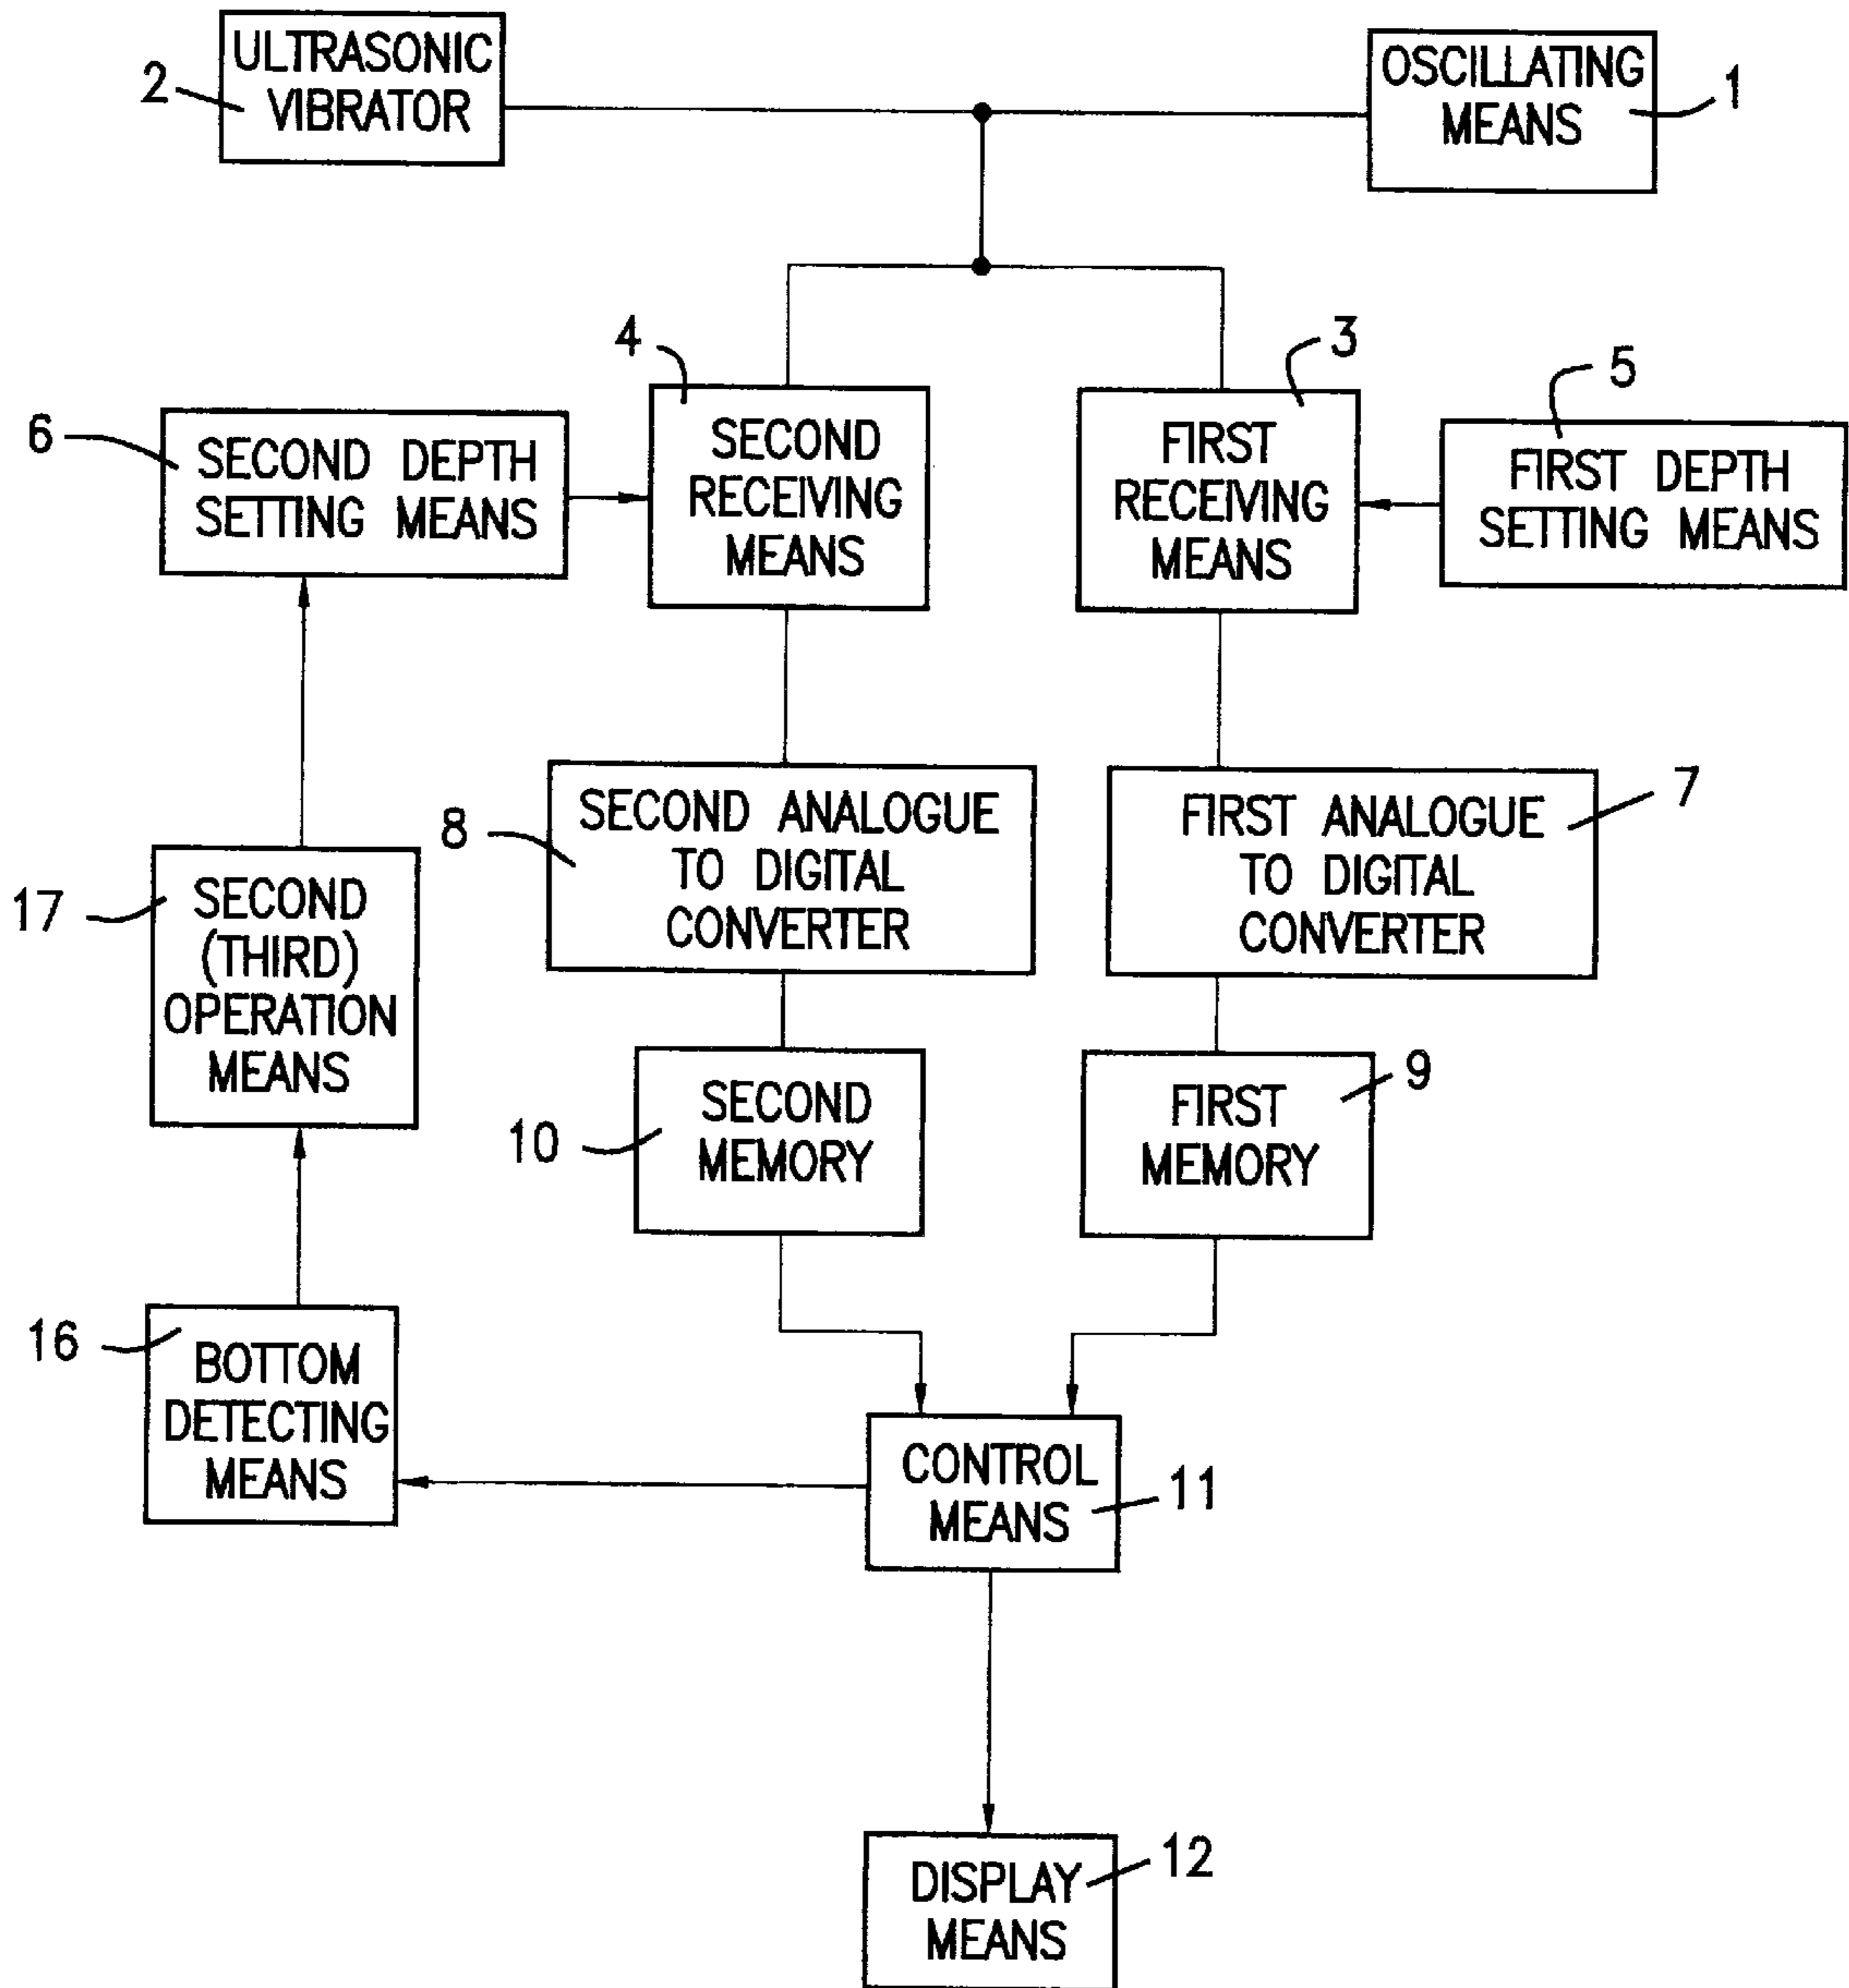 ULTRASONIC
VIBRATOR
2
OSCILLATING
MEANS
1
4
3
5
6
SECOND DEPTH
SETTING MEANS
SECOND
RECEIVING
MEANS
FIRST
RECEIVING
MEANS
FIRST DEPTH
SETTING MEANS
17
SECOND
(THIRD)
OPERATION
MEANS
8
SECOND ANALOGUE
TO DIGITAL
CONVERTER
FIRST ANALOGUE
TO DIGITAL
CONVERTER
7
10
SECOND
MEMORY
FIRST
MEMORY
9
16
BOTTOM
DETECTING
MEANS
CONTROL
MEANS
11
DISPLAY
MEANS
12